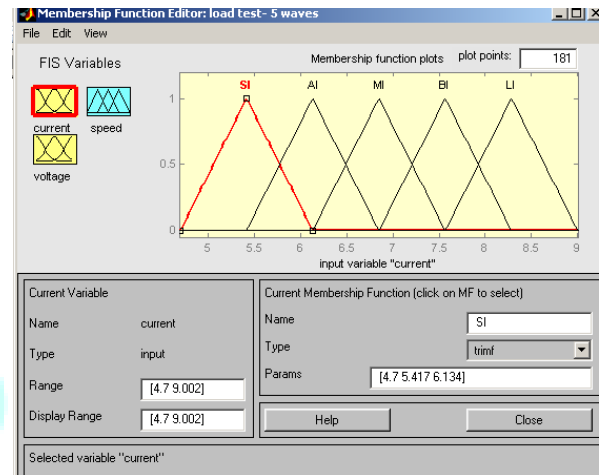 Membership Function Editor: load test- 5 waves
File Edit View
FIS Variables
Membership function plots plot points: 181
current speed
voltage
SI AI MI BI LI
1
0.5
0
5 5.5 6 6.5 7 7.5 8 8.5 9
input variable "current"
Current Variable
Name current
Type input
Range [4.7 9.002]
Display Range [4.7 9.002]
Current Membership Function (click on MF to select)
Name SI
Type trimf
Params [4.7 5.417 6.134]
Help Close
Selected variable "current"